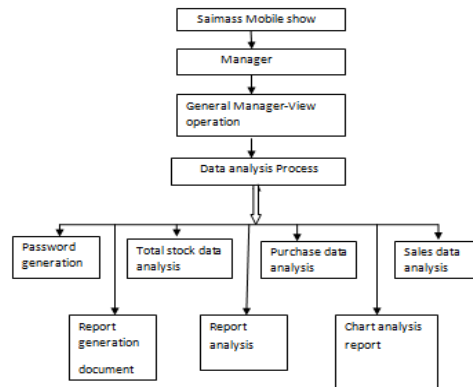 Saimass Mobile show
Manager
General Manager-View
operation
Data analysis Process
Password
generation
Total stock data
analysis
Purchase data
analysis
Sales data
analysis
Report
generation
document
Report
analysis
Chart analysis
report